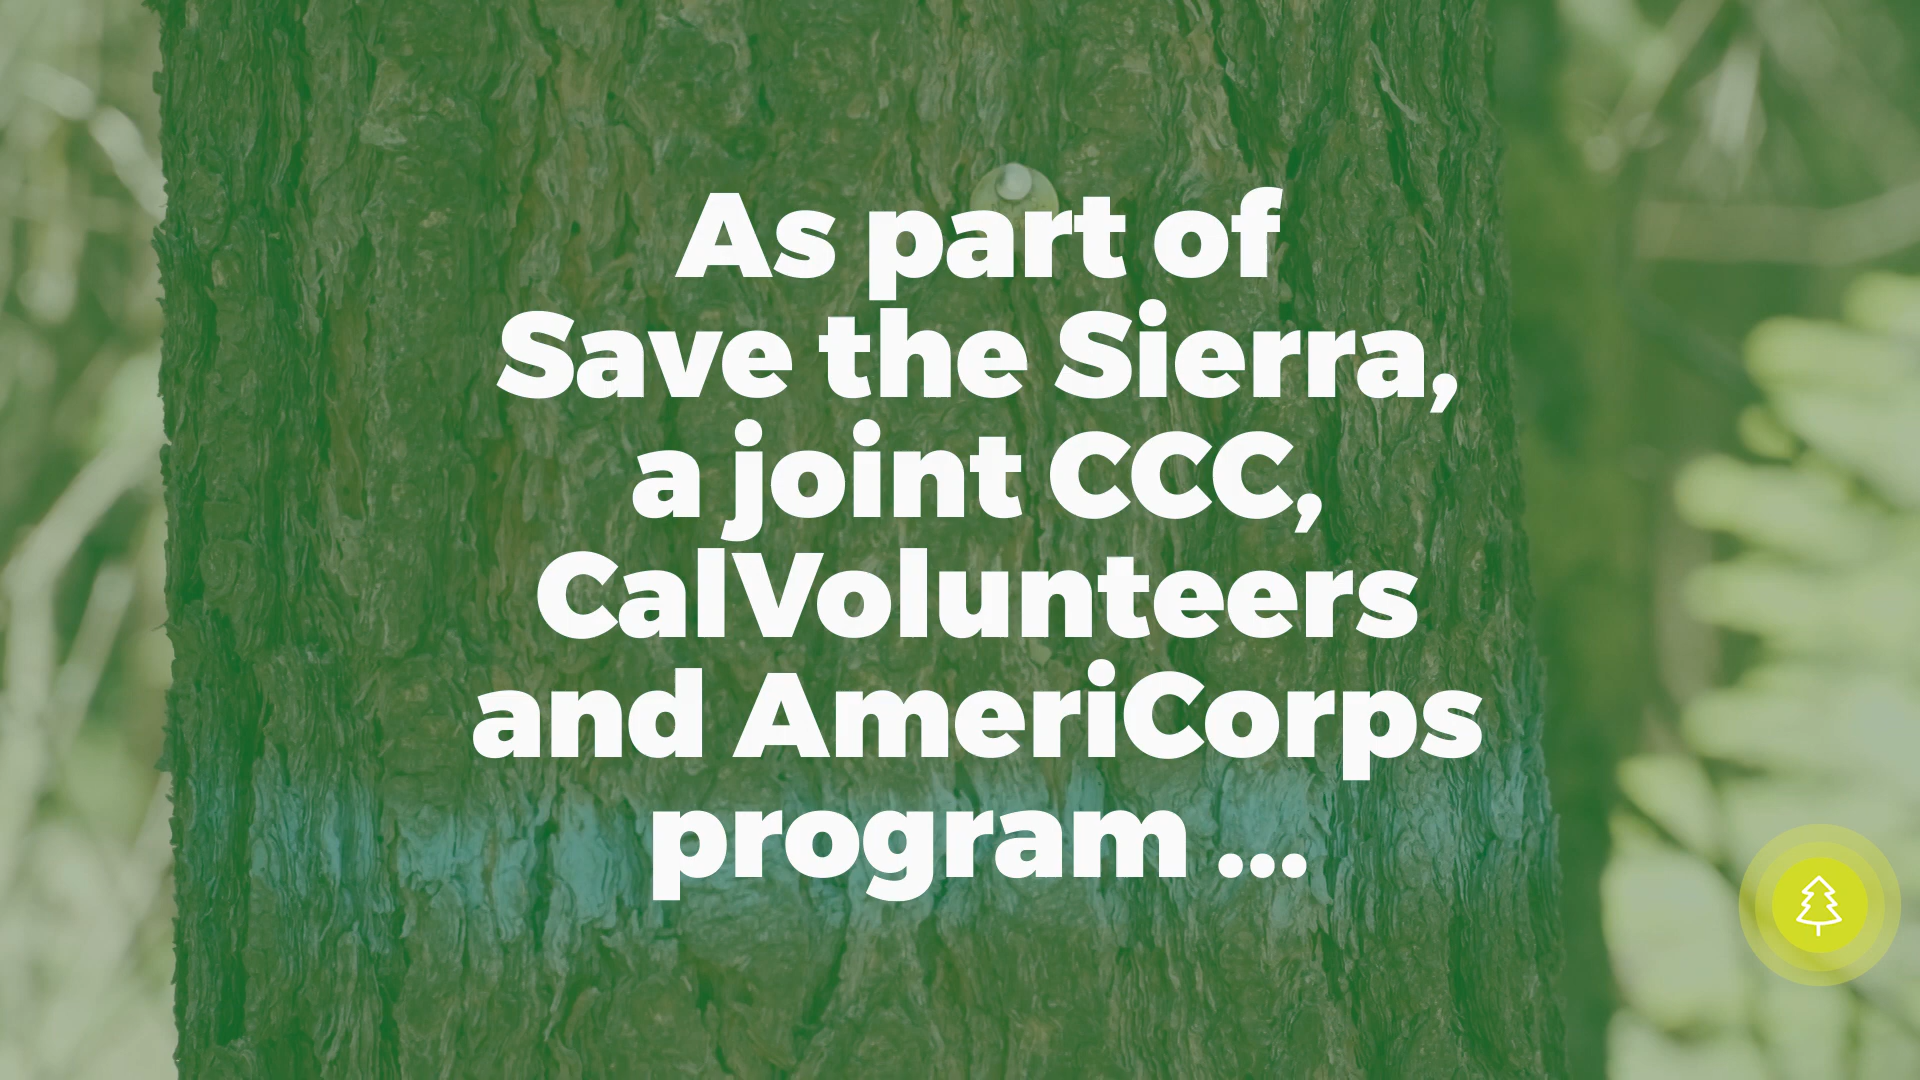 As part of
Save the Sierra,
a joint CCC,
CalVolunteers
and AmeriCorps
program ...